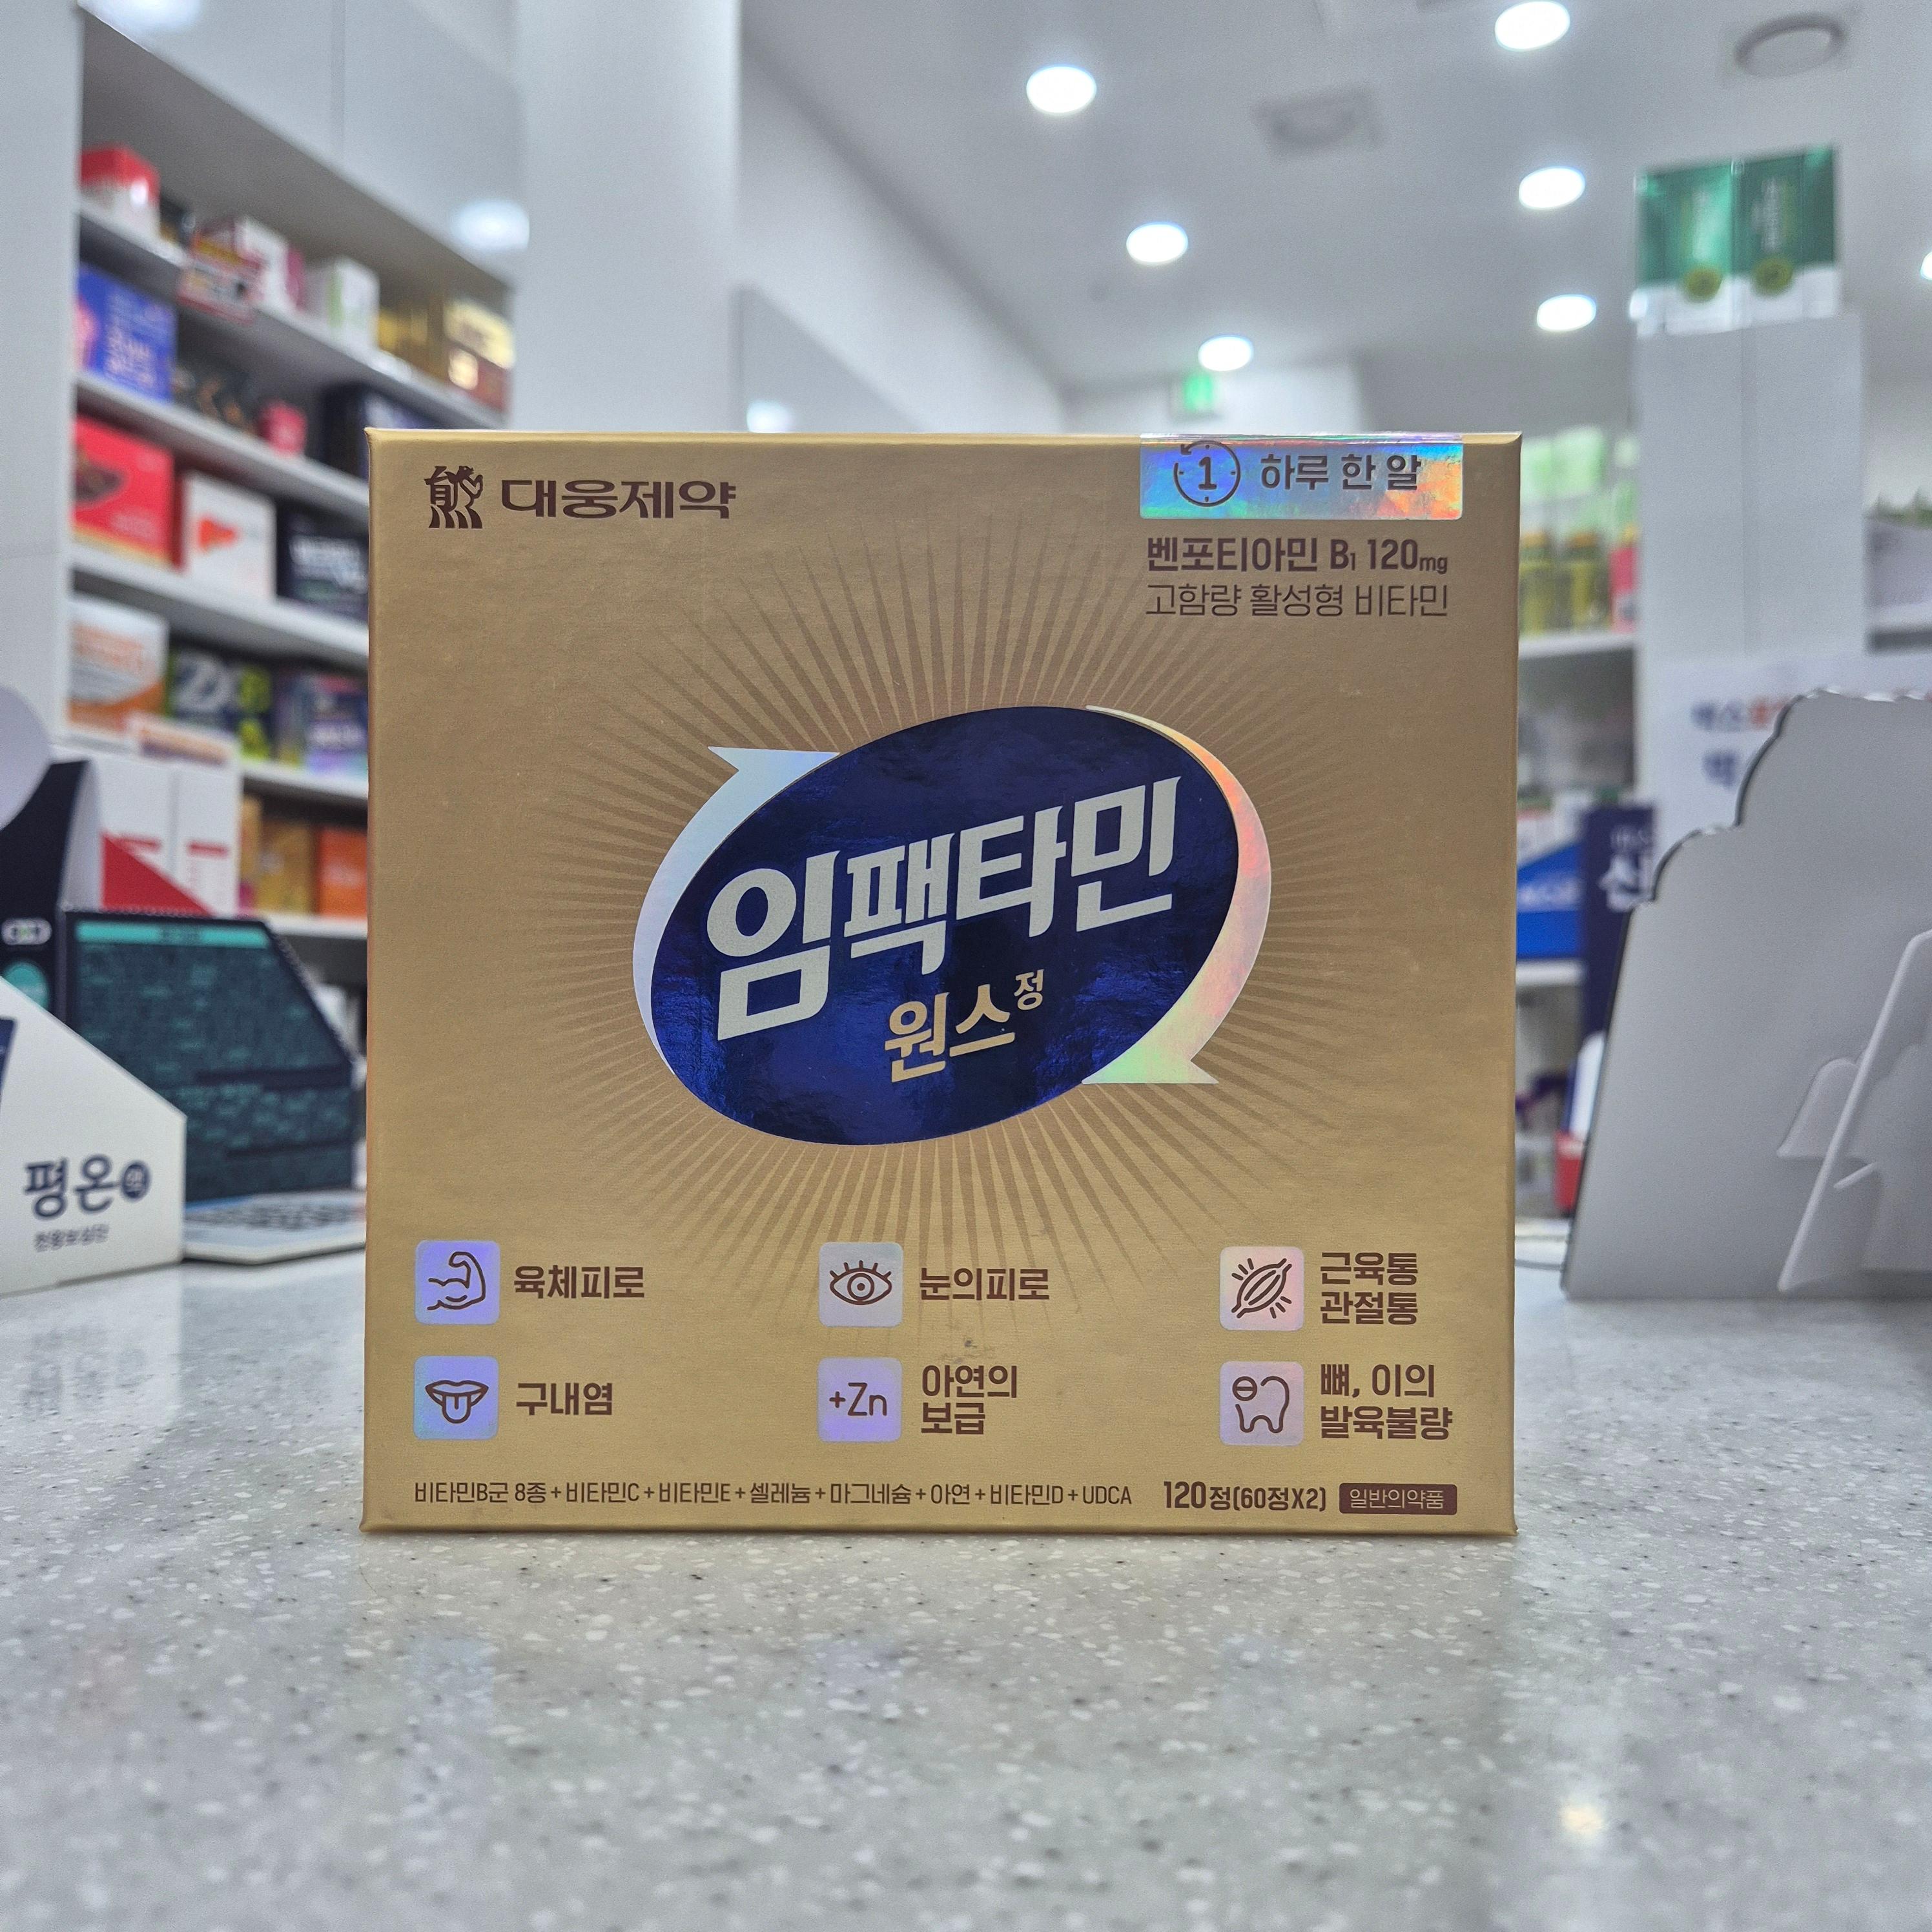 대웅제약
1 하루 한 알
벤포티아민 B₁ 120mg
고함량 활성형 비타민
임팩타민
원스정
육체피로
눈의피로
근육통
관절통
구내염
+Zn
아연의
보급
뼈, 이의
발육불량
비타민B군 8종+비타민C+비타민E+셀레늄+마그네슘+아연+비타민D+UDCA
120정(60정X2)
일반의약품
평온